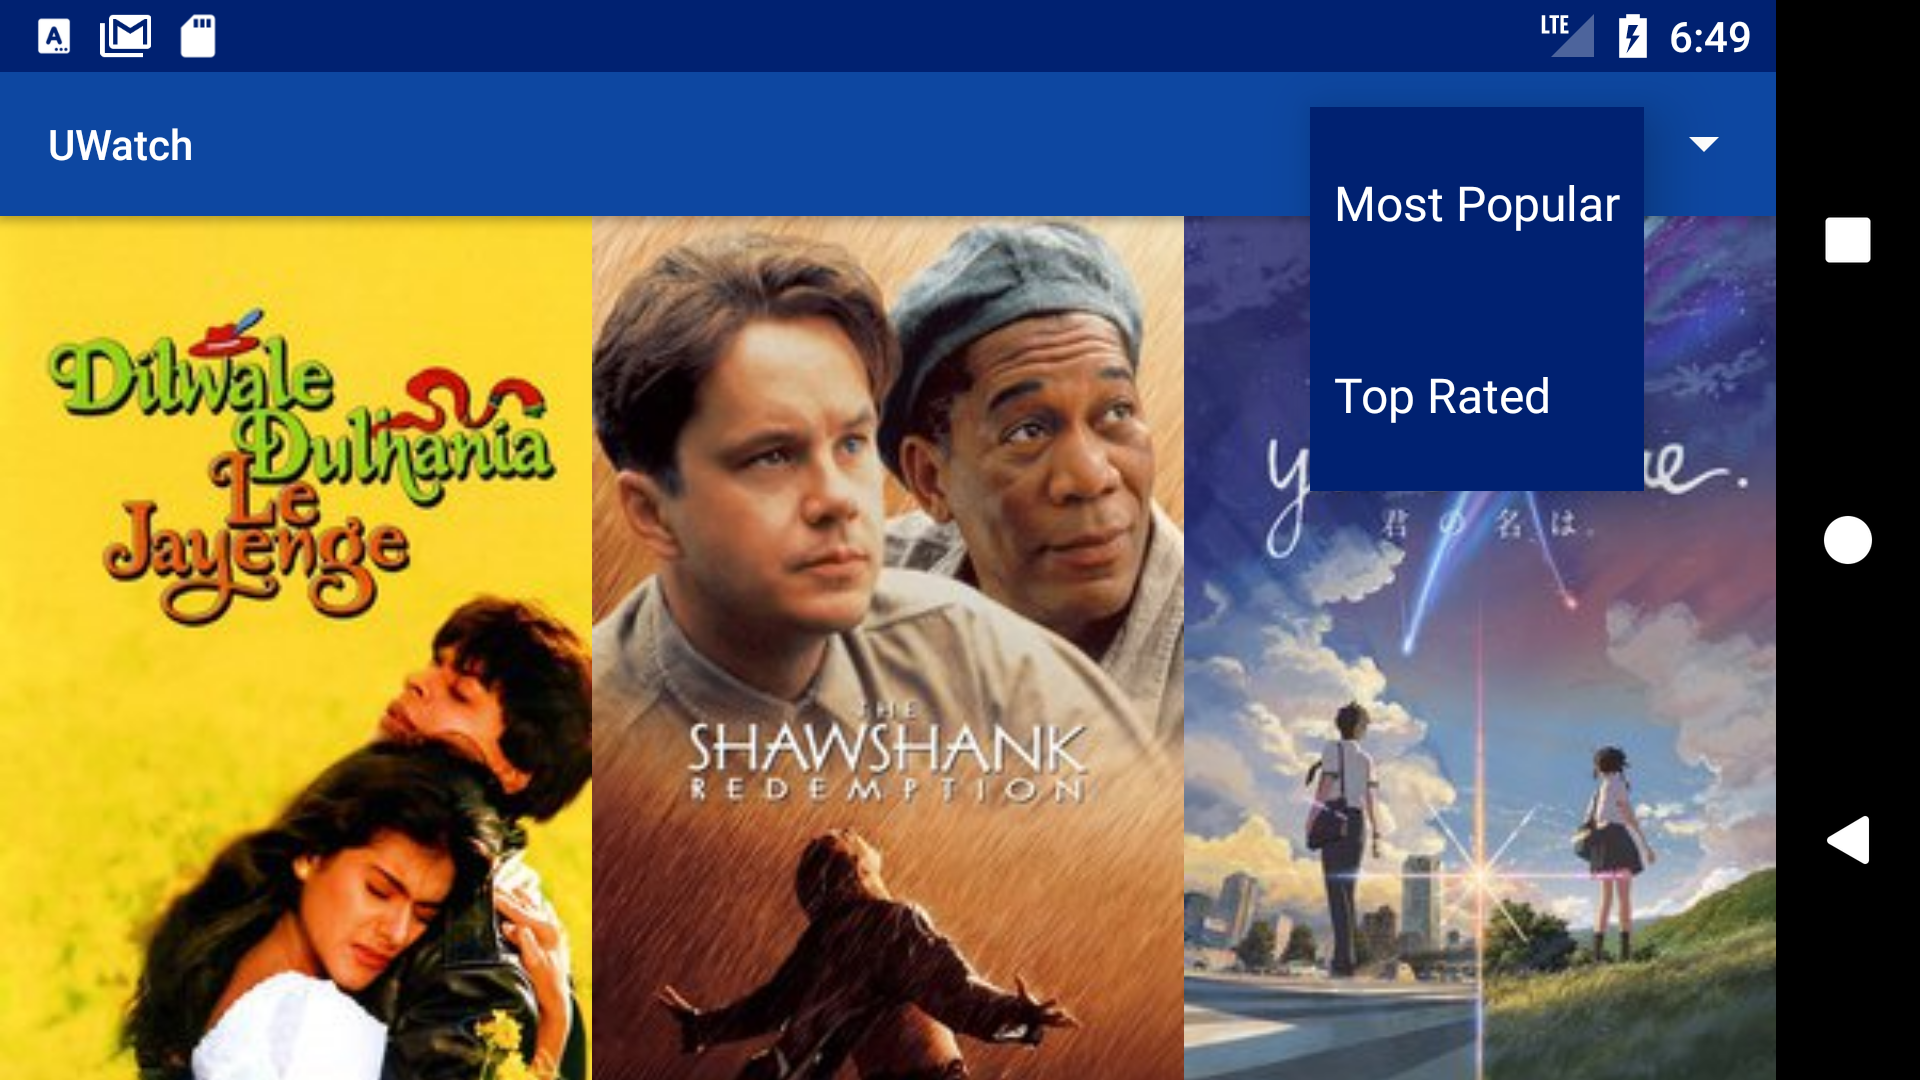 LTE 6:49
UWatch
Most Popular
Top Rated
Dilwale
Dulhania
Le
Jayenge
THE
SHAWSHANK
REDEMPTION
君の名は。